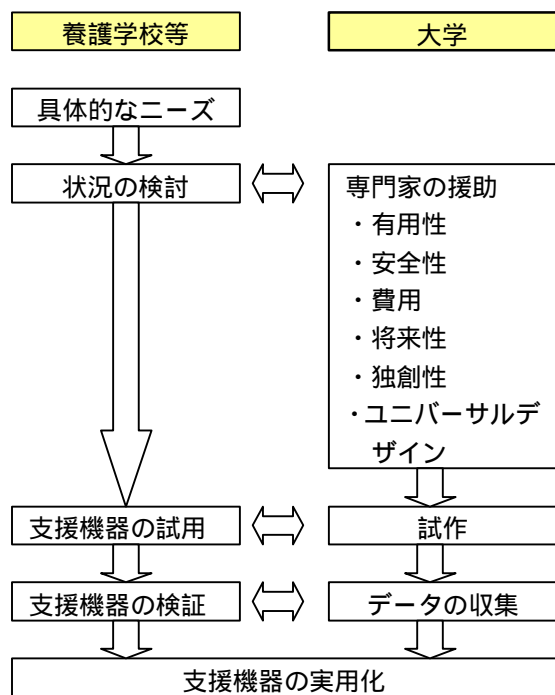 養護学校等
大学
具体的なニーズ
状況の検討
専門家の援助
・有用性
・安全性
・費用
・将来性
・独創性
・ユニバーサルデ
ザイン
支援機器の試用
試作
支援機器の検証
データの収集
支援機器の実用化